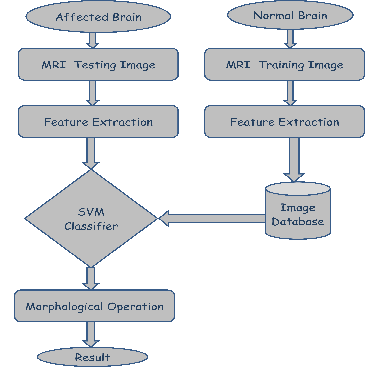 Affected Brain
Normal Brain
MRI Testing Image
MRI Training Image
Feature Extraction
Feature Extraction
SVM
Classifier
Image
Database
Morphological Operation
Result